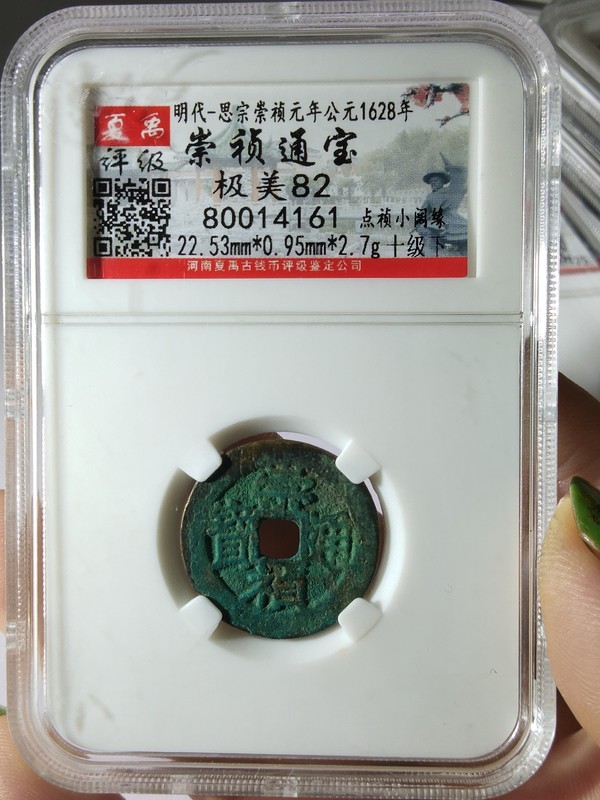 夏禹
评级
明代-思宗崇祯元年公元1628年
崇祯通宝
极美82
80014161 点祯小阔缘
22.53mm*0.95mm*2.7g 十级下
河南夏禹古钱币评级鉴定公司
崇禎通寶